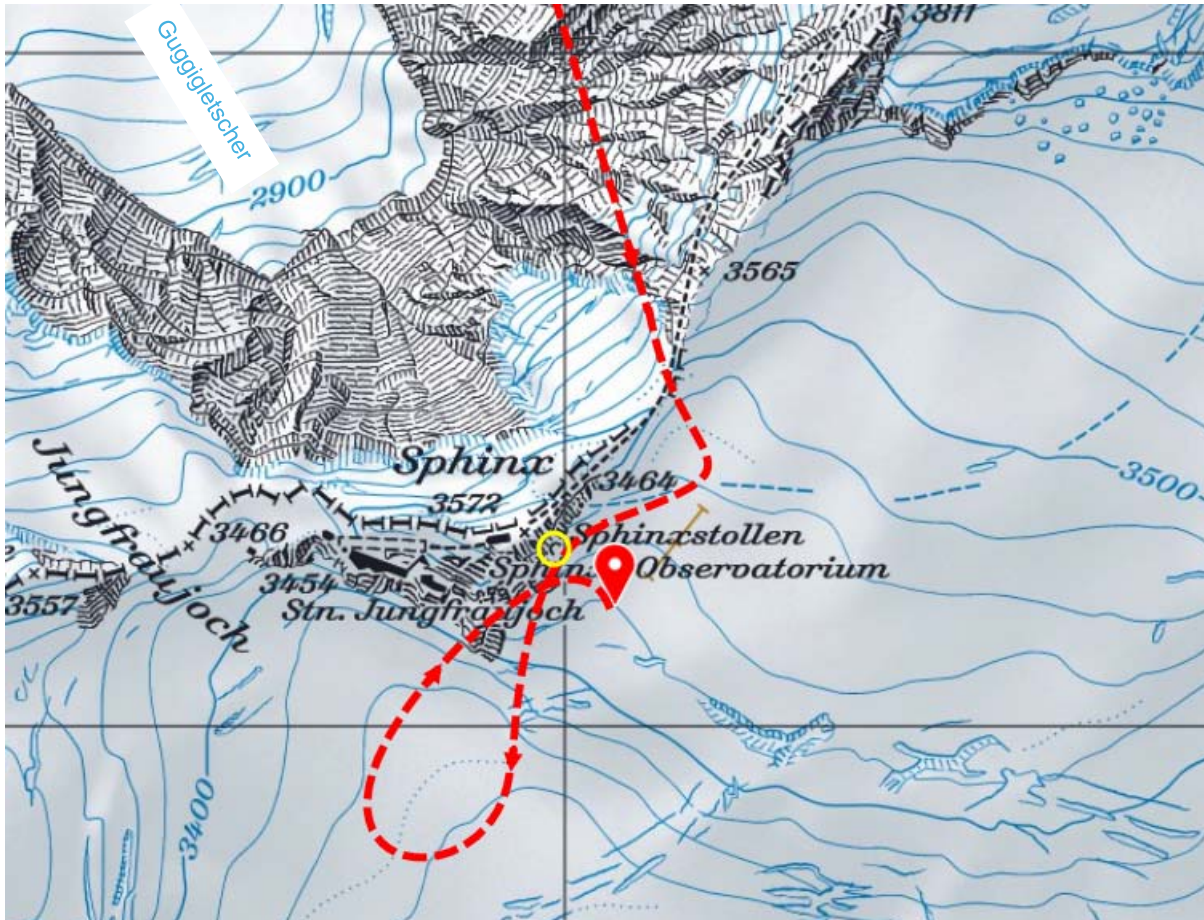 3811
Guggigletscher
2900
3565
Sphinx
3500
3464
3572
Jungfraujoch
3466
Sphinxstollen
Observatorium
3454
3557
Stn. Jungfraujoch
3400